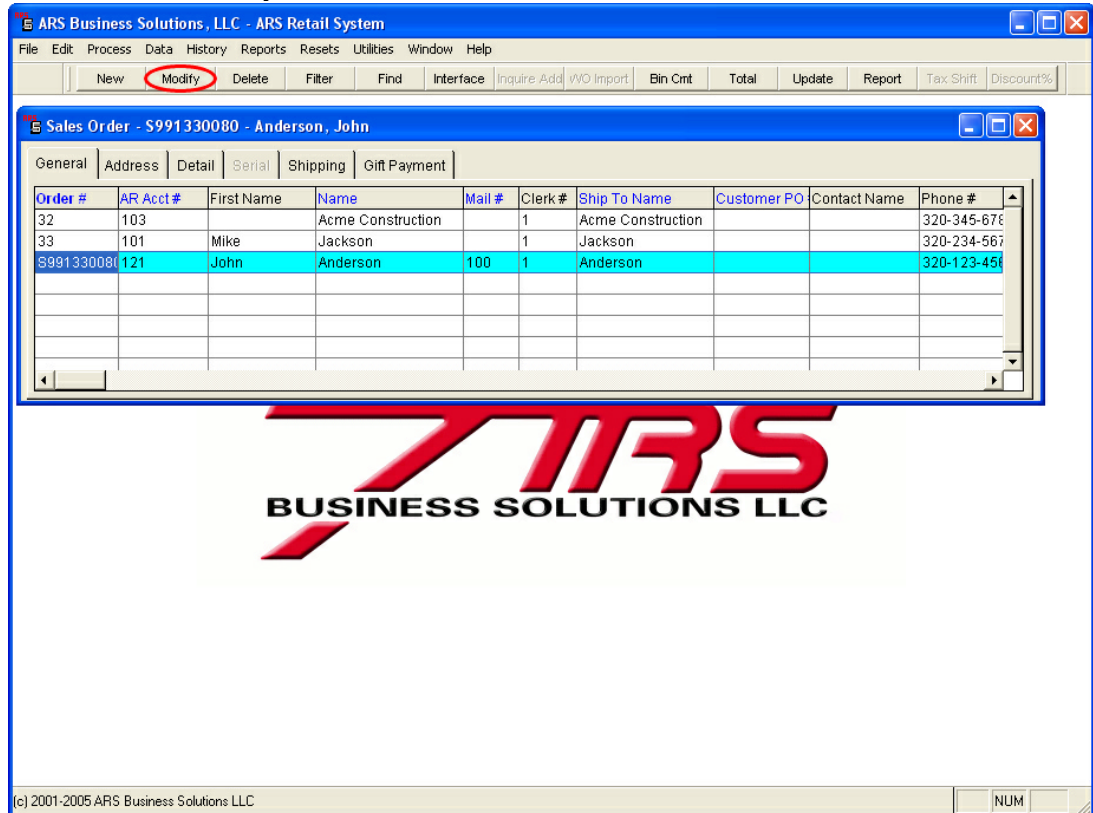 ARS Business Solutions, LLC - ARS Retail System
File Edit Process Data History Reports Resets Utilities Window Help
New Modify Delete Filter Find Interface Inquire Add WO Import Bin Cmt Total Update Report Tax Shift Discount%
Sales Order - S991330080 - Anderson, John
General Address Detail Serial Shipping Gift Payment
Order # AR Acct # First Name Name Mail # Clerk # Ship To Name Customer PO Contact Name Phone #
32 103 Acme Construction 1 Acme Construction 320-345-678
33 101 Mike Jackson 1 Jackson 320-234-567
S991330080 121 John Anderson 100 1 Anderson 320-123-456
ARS
BUSINESS SOLUTIONS LLC
(c) 2001-2005 ARS Business Solutions LLC NUM